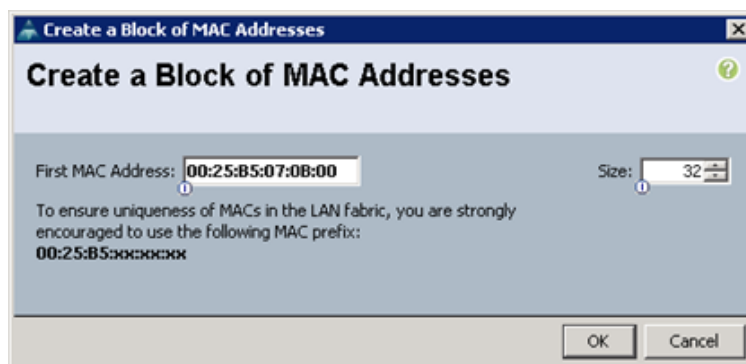 Create a Block of MAC Addresses
Create a Block of MAC Addresses
First MAC Address: 00:25:B5:07:0B:00 Size: 32
To ensure uniqueness of MACs in the LAN fabric, you are strongly
encouraged to use the following MAC prefix:
00:25:B5:xx:xx:xx
OK Cancel